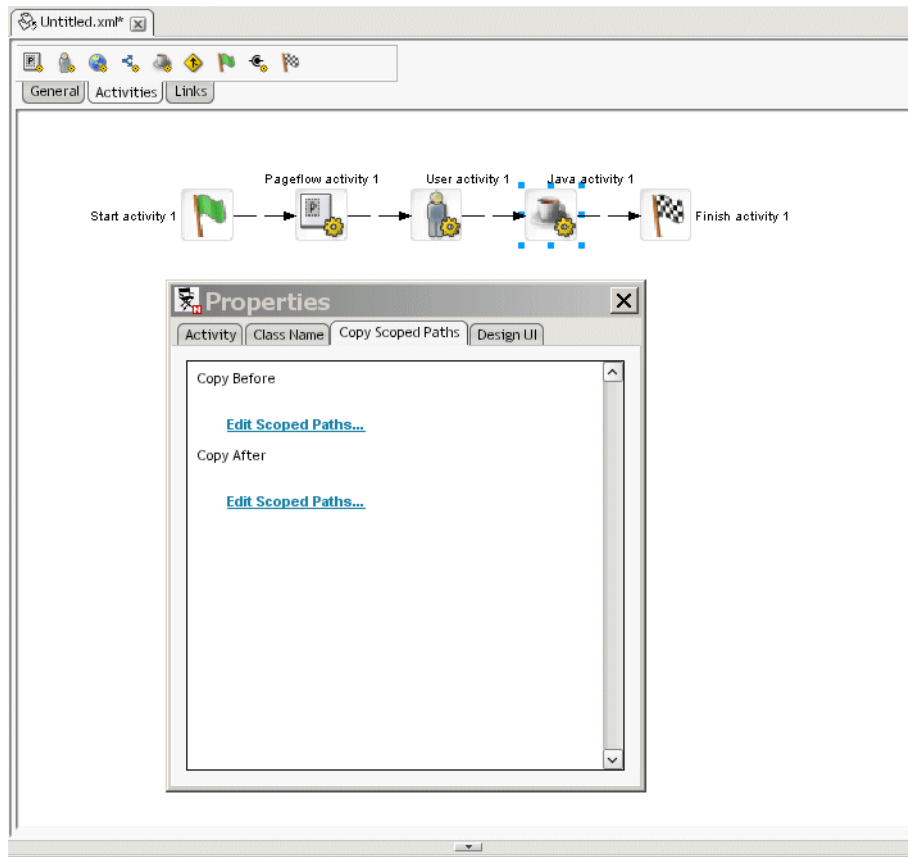 Untitled.xml*
General Activities Links
Pageflow activity 1 User activity 1 Java activity 1
Start activity 1 P Finish activity 1
N Properties
Activity Class Name Copy Scoped Paths Design UI
Copy Before
Edit Scoped Paths...
Copy After
Edit Scoped Paths...